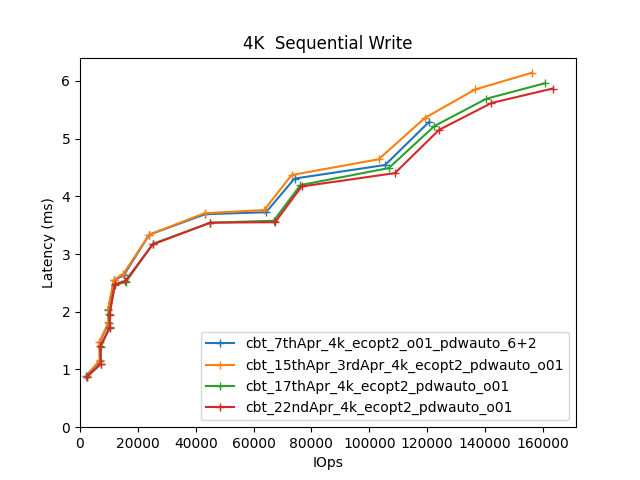 4K  Sequential Write
Latency (ms)
6
5
4
3
2
1
0
0 20000 40000 60000 80000 100000 120000 140000 160000
IOps
cbt_7thApr_4k_ecopt2_o01_pdwauto_6+2
cbt_15thApr_3rdApr_4k_ecopt2_pdwauto_o01
cbt_17thApr_4k_ecopt2_pdwauto_o01
cbt_22ndApr_4k_ecopt2_pdwauto_o01